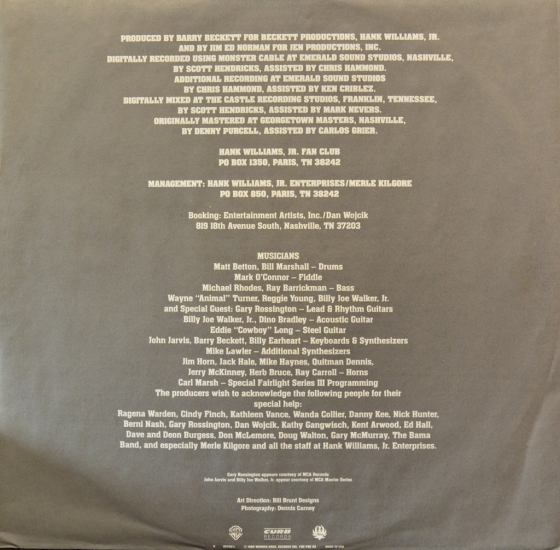 PRODUCED BY BARRY BECKETT FOR BECKETT PRODUCTIONS, HANK WILLIAMS, JR.
AND BY JIM ED NORMAN FOR JEN PRODUCTIONS, INC.
DIGITALLY RECORDED USING MONSTER CABLE AT EMERALD SOUND STUDIOS, NASHVILLE,
BY SCOTT HENDRICKS, ASSISTED BY CHRIS HAMMOND.
ADDITIONAL RECORDING AT EMERALD SOUND STUDIOS
BY CHRIS HAMMOND, ASSISTED BY KEN CRIBLEZ.
DIGITALLY MIXED AT THE CASTLE RECORDING STUDIOS, FRANKLIN, TENNESSEE,
BY SCOTT HENDRICKS, ASSISTED BY MARK NEVERS.
ORIGINALLY MASTERED AT GEORGETOWN MASTERS, NASHVILLE,
BY DENNY PURCELL, ASSISTED BY CARLOS GRIER.
HANK WILLIAMS, JR. FAN CLUB
PO BOX 1350, PARIS, TN 38242
MANAGEMENT: HANK WILLIAMS, JR. ENTERPRISES/MERLE KILGORE
PO BOX 850, PARIS, TN 38242
Booking: Entertainment Artists, Inc./Dan Wojcik
819 18th Avenue South, Nashville, TN 37203
MUSICIANS
Matt Betton, Bill Marshall – Drums
Mark O'Connor – Fiddle
Michael Rhodes, Ray Barrickman – Bass
Wayne "Animal" Turner, Reggie Young, Billy Joe Walker, Jr.
and Special Guest: Gary Rossington – Lead & Rhythm Guitars
Billy Joe Walker, Jr., Dino Bradley – Acoustic Guitar
Eddie "Cowboy" Long – Steel Guitar
John Jarvis, Barry Beckett, Billy Earheart – Keyboards & Synthesizers
Mike Lawler – Additional Synthesizers
Jim Horn, Jack Hale, Mike Haynes, Quitman Dennis,
Jerry McKinney, Herb Bruce, Ray Carroll – Horns
Carl Marsh – Special Fairlight Series III Programming
The producers wish to acknowledge the following people for their
special help:
Ragena Warden, Cindy Finch, Kathleen Vance, Wanda Collier, Danny Kee, Nick Hunter,
Berni Nash, Gary Rossington, Dan Wojcik, Kathy Gangwisch, Kent Arwood, Ed Hall,
Dave and Denn Burgess, Don McLemore, Doug Walton, Gary McMurray, The Bama
Band, and especially Merle Kilgore and all the staff at Hank Williams, Jr. Enterprises.
Gary Rossington appears courtesy of MCA Records
John Jarvis and Billy Joe Walker, Jr. appear courtesy of MCA Master Series
Art Direction: Bill Brunt Designs
Photography: Dennis Carney
CURB
RECORDS